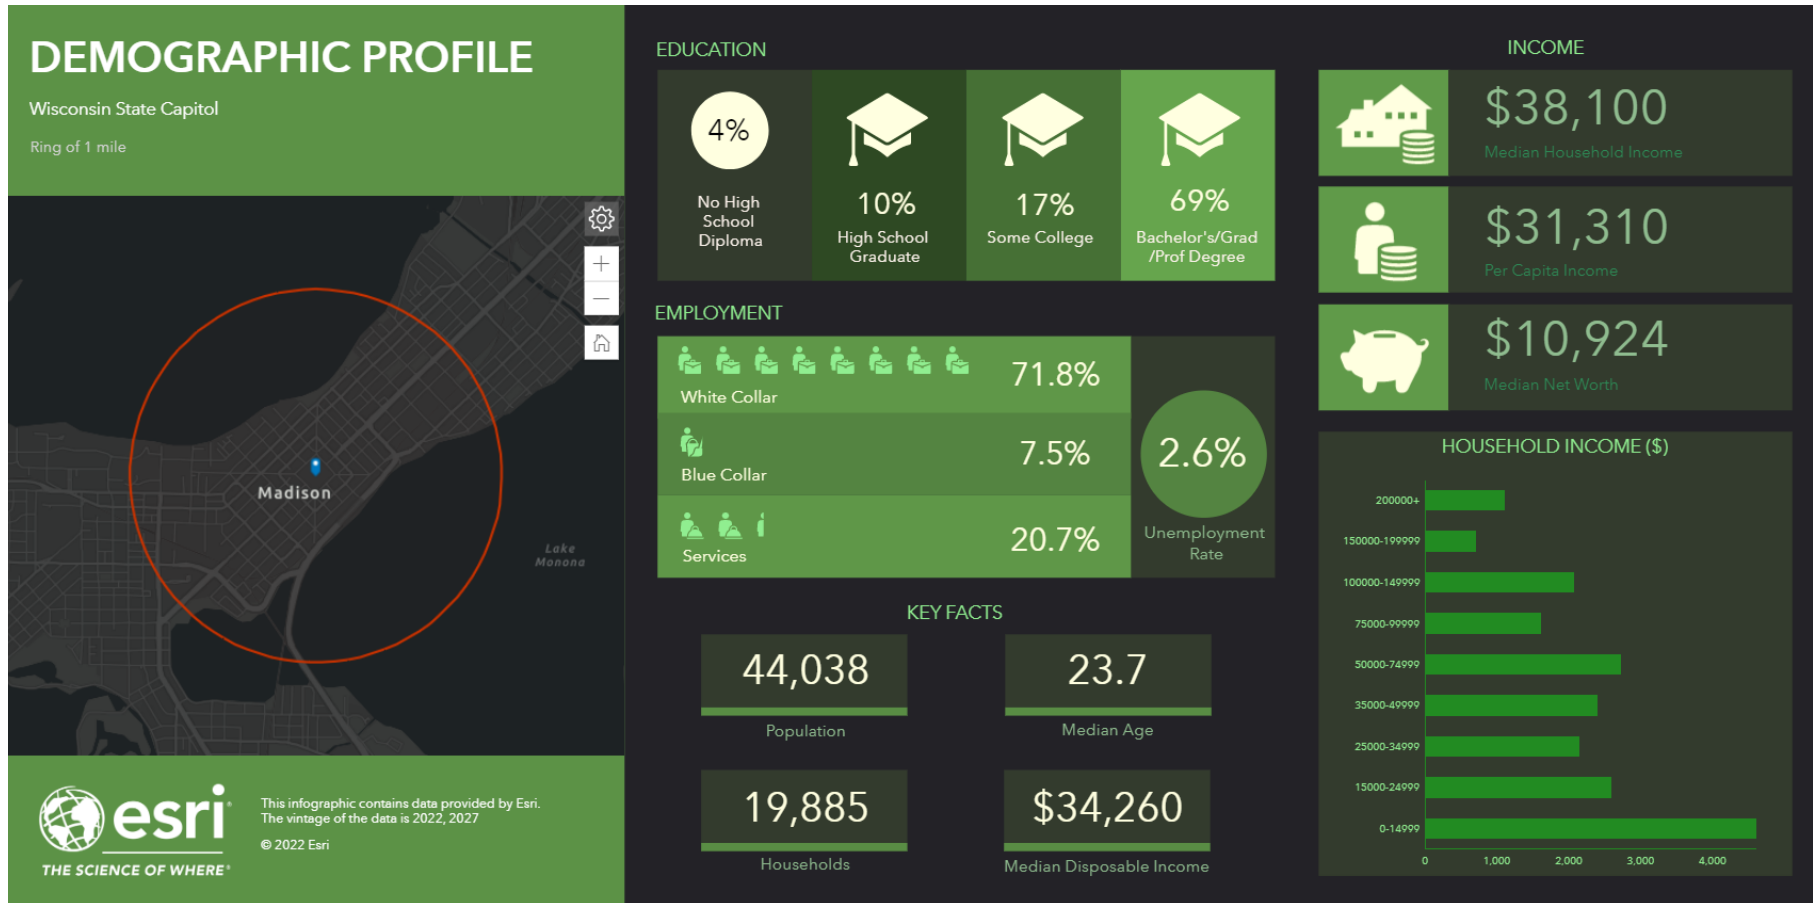 DEMOGRAPHIC PROFILE
Wisconsin State Capitol
Ring of 1 mile
Madison
Lake
Monona
esri
THE SCIENCE OF WHERE®
This infographic contains data provided by Esri.
The vintage of the data is 2022, 2027
© 2022 Esri
EDUCATION
4%
No High
School
Diploma
10%
High School
Graduate
17%
Some College
69%
Bachelor's/Grad
/Prof Degree
EMPLOYMENT
71.8%
White Collar
7.5%
Blue Collar
20.7%
Services
2.6%
Unemployment
Rate
KEY FACTS
44,038
Population
23.7
Median Age
19,885
Households
$34,260
Median Disposable Income
INCOME
$38,100
Median Household Income
$31,310
Per Capita Income
$10,924
Median Net Worth
HOUSEHOLD INCOME ($)
200000+
150000-199999
100000-149999
75000-99999
50000-74999
35000-49999
25000-34999
15000-24999
0-14999
0 1,000 2,000 3,000 4,000